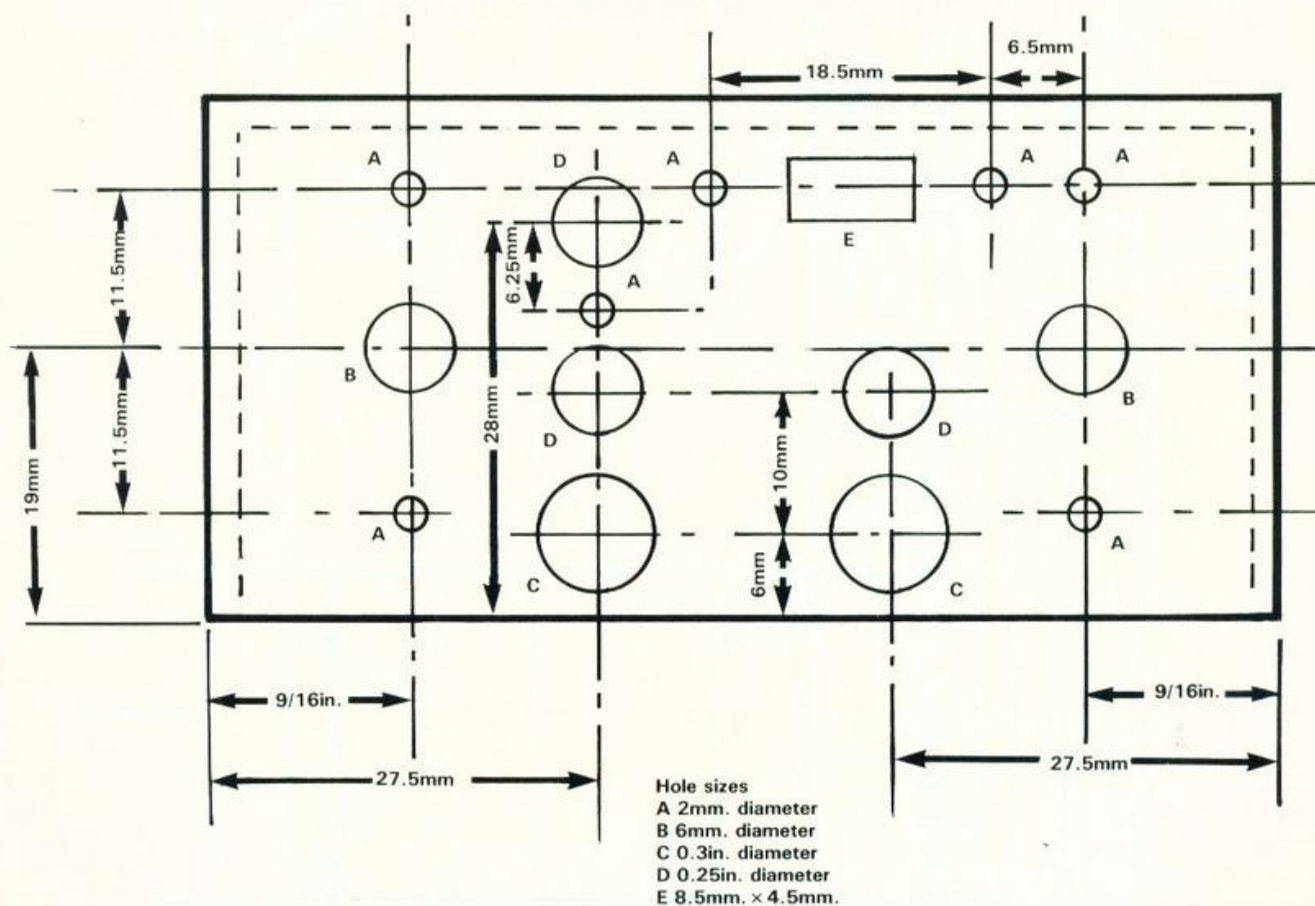 6.5mm
18.5mm
A D A A A
E
11.5mm
6.25mm
A
28mm
B B
D D
11.5mm
10mm
19mm
A A
6mm
C C
9/16in. 9/16in.
27.5mm 27.5mm
Hole sizes
A 2mm. diameter
B 6mm. diameter
C 0.3in. diameter
D 0.25in. diameter
E 8.5mm. × 4.5mm.